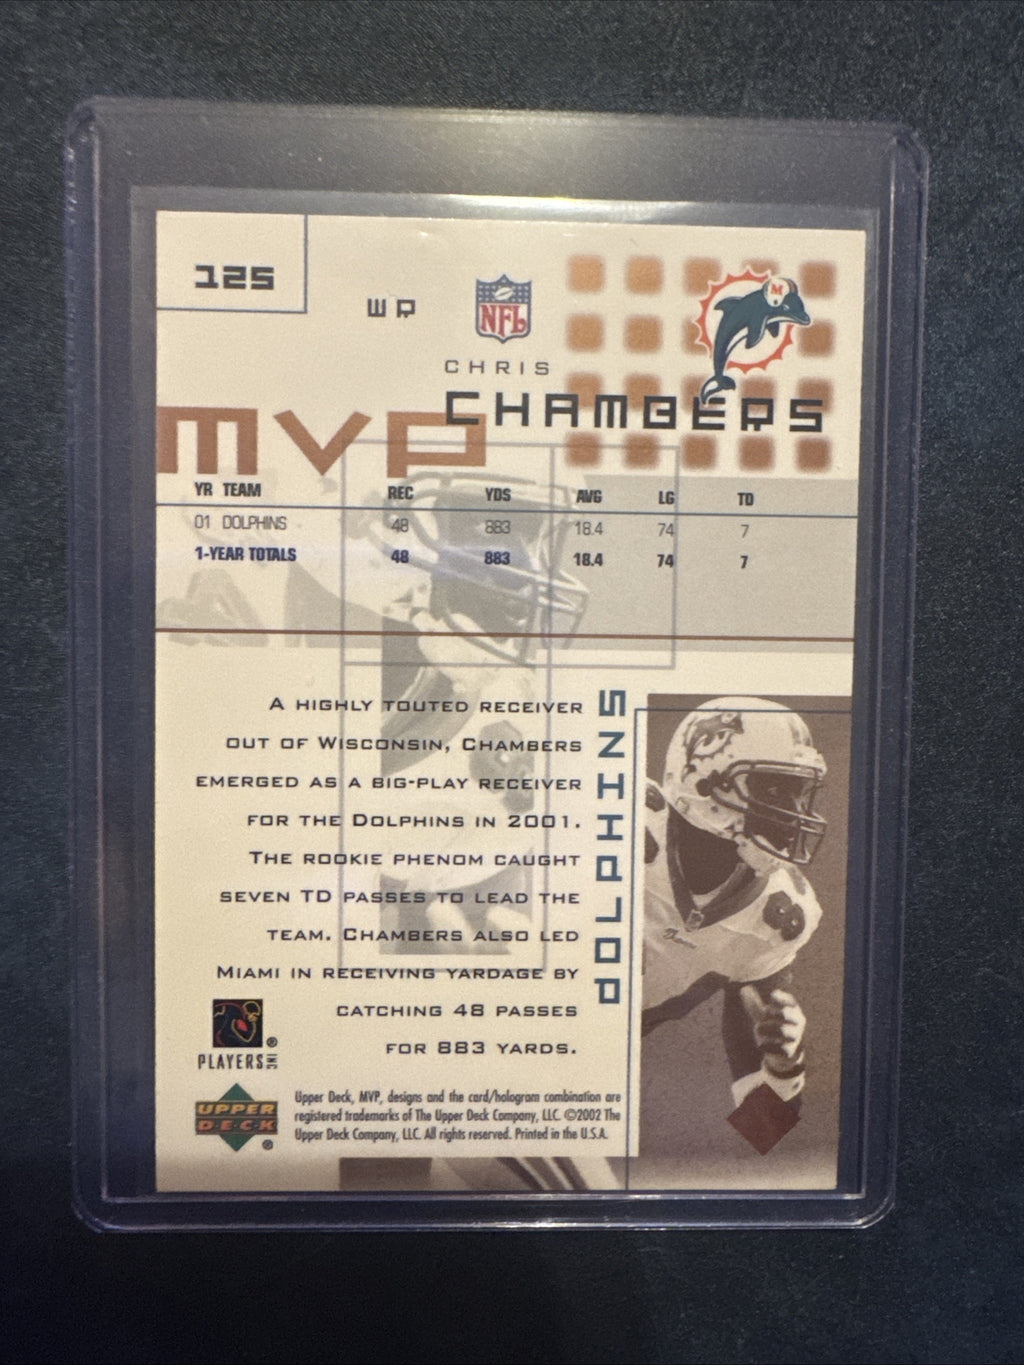 125
WR
NFL
M
CHRIS
CHAMBERS
MVP
YR TEAM REC YDS AVG LG TD
01 DOLPHINS 48 883 18.4 74 7
1-YEAR TOTALS 48 883 18.4 74 7
A HIGHLY TOUTED RECEIVER
OUT OF WISCONSIN, CHAMBERS
EMERGED AS A BIG-PLAY RECEIVER
FOR THE DOLPHINS IN 2001.
THE ROOKIE PHENOM CAUGHT
SEVEN TD PASSES TO LEAD THE
TEAM. CHAMBERS ALSO LED
MIAMI IN RECEIVING YARDAGE BY
CATCHING 48 PASSES
FOR 883 YARDS.
DOLPHINS
8
PLAYERS INC ®
UPPER
DECK ®
Upper Deck, MVP, designs and the card/hologram combination are
registered trademarks of The Upper Deck Company, LLC. ©2002 The
Upper Deck Company, LLC. All rights reserved. Printed in the U.S.A.